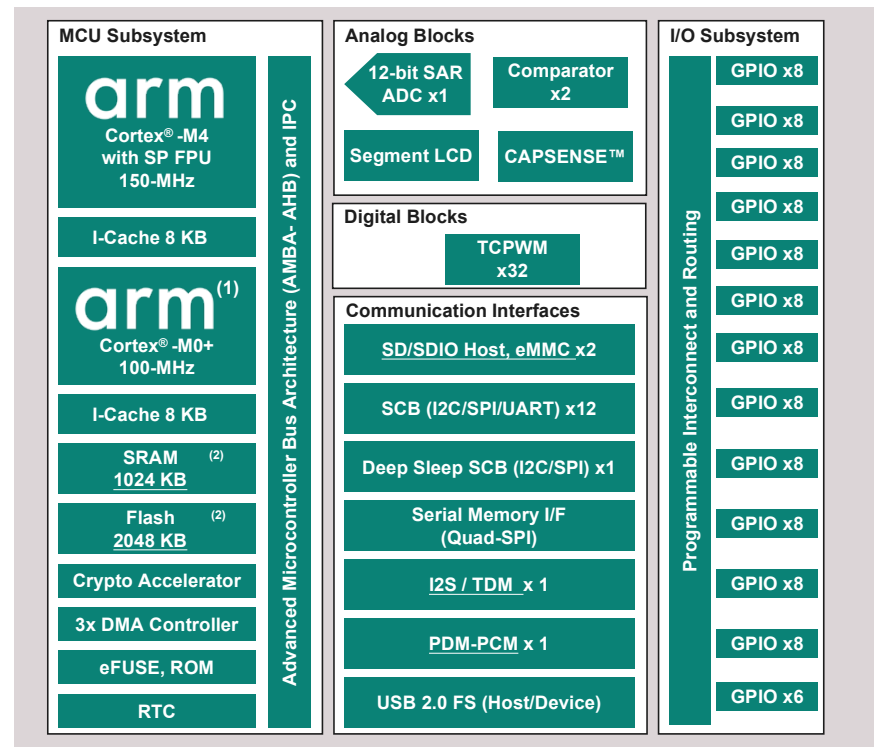 MCU Subsystem
arm
Cortex® -M4
with SP FPU
150-MHz
I-Cache 8 KB
arm(1)
Cortex® -M0+
100-MHz
I-Cache 8 KB
SRAM (2)
1024 KB
Flash (2)
2048 KB
Crypto Accelerator
3x DMA Controller
eFUSE, ROM
RTC
Advanced Microcontroller Bus Architecture (AMBA- AHB) and IPC
Analog Blocks
12-bit SAR
ADC x1
Comparator
x2
Segment LCD
CAPSENSE™
Digital Blocks
TCPWM
x32
Communication Interfaces
SD/SDIO Host, eMMC x2
SCB (I2C/SPI/UART) x12
Deep Sleep SCB (I2C/SPI) x1
Serial Memory I/F
(Quad-SPI)
I2S / TDM x 1
PDM-PCM x 1
USB 2.0 FS (Host/Device)
I/O Subsystem
Programmable Interconnect and Routing
GPIO x8
GPIO x8
GPIO x8
GPIO x8
GPIO x8
GPIO x8
GPIO x8
GPIO x8
GPIO x8
GPIO x8
GPIO x8
GPIO x8
GPIO x6